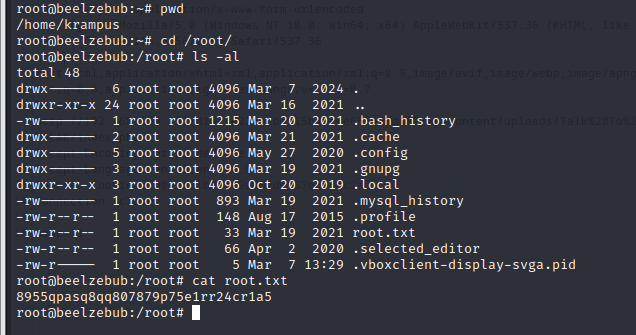 root@beelzebub:~# pwd
/home/krampus
root@beelzebub:~# cd /root/
root@beelzebub:/root# ls -al
total 48
drwx------  6 root root 4096 Mar  7  2024 .
drwxr-xr-x 24 root root 4096 Mar 16  2021 ..
-rw-------  1 root root 1215 Mar 20  2021 .bash_history
drwx------  2 root root 4096 Mar 21  2021 .cache
drwx------  5 root root 4096 May 27  2020 .config
drwx------  3 root root 4096 Mar 19  2021 .gnupg
drwxr-xr-x  3 root root 4096 Oct 20  2019 .local
-rw-------  1 root root  893 Mar 19  2021 .mysql_history
-rw-r--r--  1 root root  148 Aug 17  2015 .profile
-rw-r--r--  1 root root   33 Mar 19  2021 root.txt
-rw-r--r--  1 root root   66 Apr  2  2020 .selected_editor
-rw-r-----  1 root root    5 Mar  7 13:29 .vboxclient-display-svga.pid
root@beelzebub:/root# cat root.txt
8955qpasq8qq807879p75e1rr24cr1a5
root@beelzebub:/root#